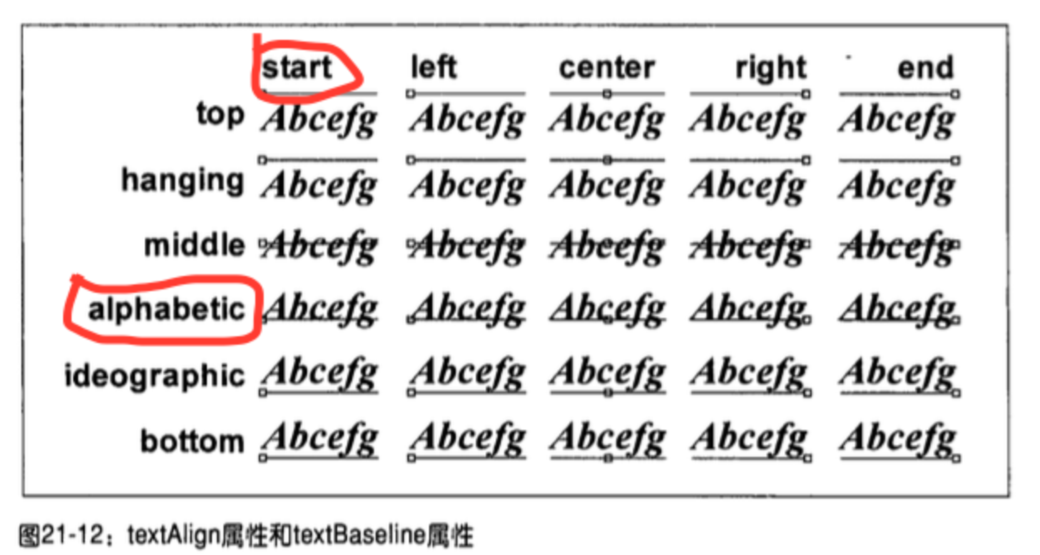 start left center right end
top Abcefg Abcefg Abcefg Abcefg Abcefg
hanging Abcefg Abcefg Abcefg Abcefg Abcefg
middle Abcefg Abcefg Abcefg Abcefg Abcefg
alphabetic Abcefg Abcefg Abcefg Abcefg Abcefg
ideographic Abcefg Abcefg Abcefg Abcefg Abcefg
bottom Abcefg Abcefg Abcefg Abcefg Abcefg
图21-12：textAlign属性和textBaseline属性